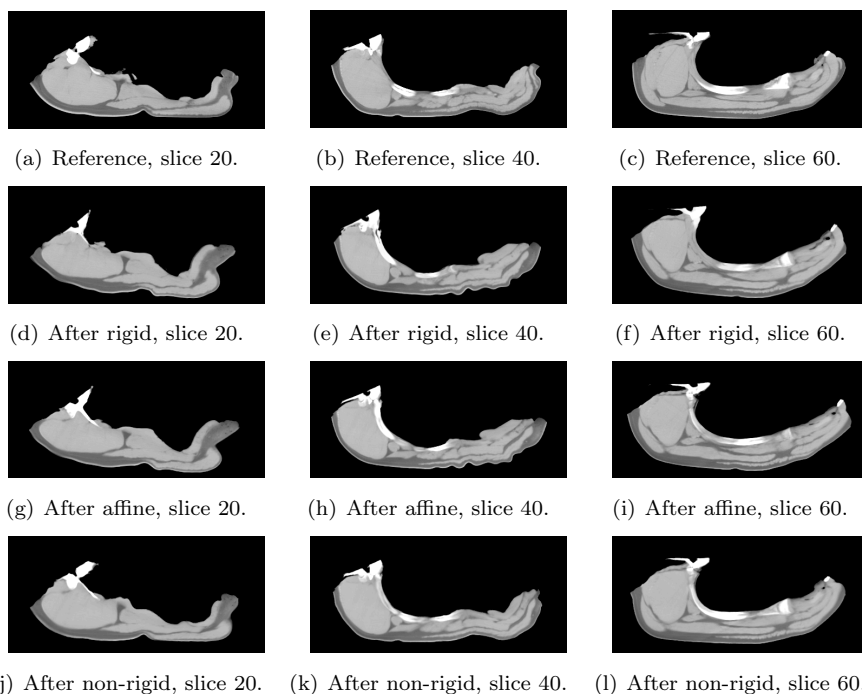 (a) Reference, slice 20.
(b) Reference, slice 40.
(c) Reference, slice 60.
(d) After rigid, slice 20.
(e) After rigid, slice 40.
(f) After rigid, slice 60.
(g) After affine, slice 20.
(h) After affine, slice 40.
(i) After affine, slice 60.
j) After non-rigid, slice 20.
(k) After non-rigid, slice 40.
(l) After non-rigid, slice 60